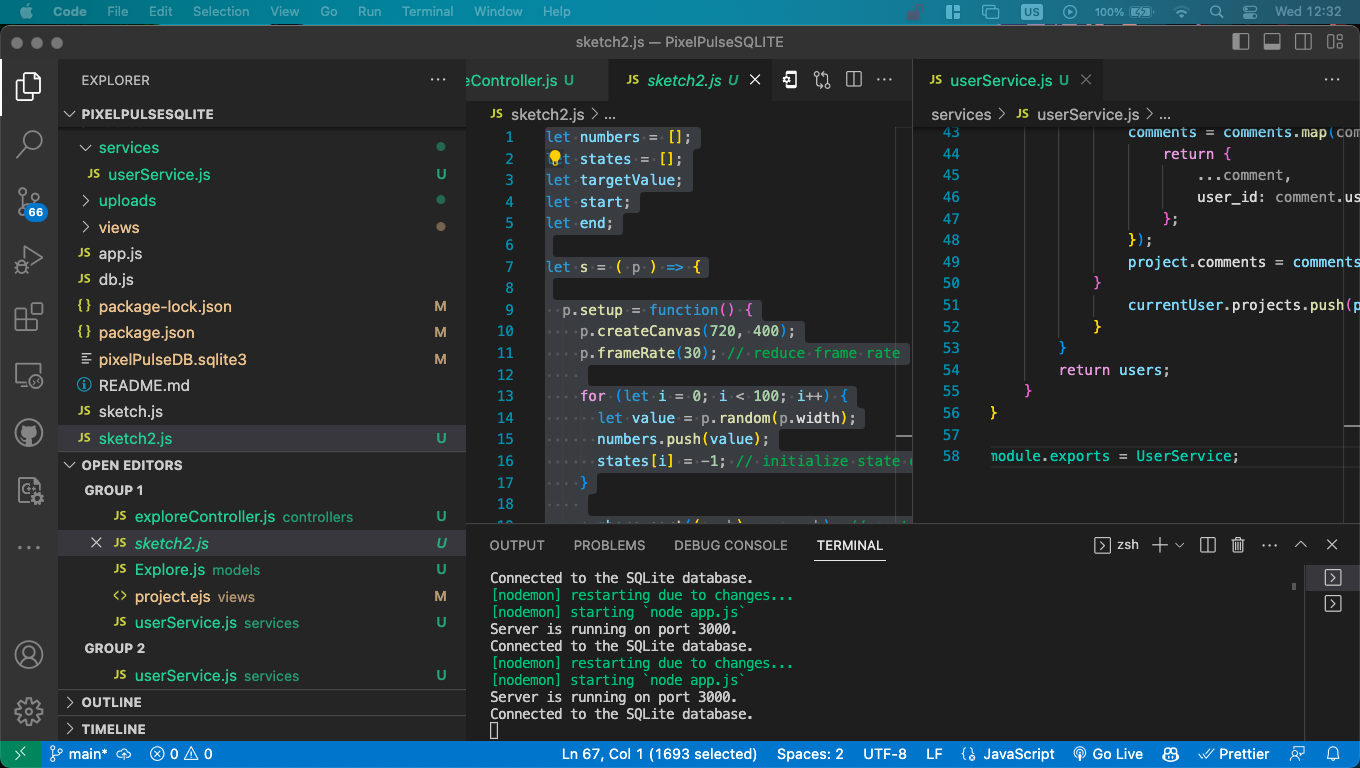 Code File Edit Selection View Go Run Terminal Window Help US 100% Wed 12:32
sketch2.js — PixelPulseSQLITE
EXPLORER
PIXELPULSESQLITE
services
JS userService.js U
uploads
views
JS app.js
JS db.js
{} package-lock.json M
{} package.json M
pixelPulseDB.sqlite3 M
README.md
JS sketch.js
JS sketch2.js U
OPEN EDITORS
GROUP 1
JS exploreController.js controllers U
JS sketch2.js U
JS Explore.js models U
<> project.ejs views M
JS userService.js services U
GROUP 2
JS userService.js services U
OUTLINE
TIMELINE
66
eController.js U JS sketch2.js U
JS sketch2.js > ...
1 let numbers = [];
2 let states = [];
3 let targetValue;
4 let start;
5 let end;
6
7 let s = ( p ) => {
8
9 p.setup = function() {
10 p.createCanvas(720, 400);
11 p.frameRate(30); // reduce frame rate
12
13 for (let i = 0; i < 100; i++) {
14 let value = p.random(p.width);
15 numbers.push(value);
16 states[i] = -1; // initialize state
17 }
18
JS userService.js U
services > JS userService.js > ...
43 comments = comments.map(com
44 return {
45 ...comment,
46 user_id: comment.us
47 };
48 });
49 project.comments = comments
50 }
51 currentUser.projects.push(p
52 }
53 }
54 return users;
55 }
56 }
57
58 module.exports = UserService;
OUTPUT PROBLEMS DEBUG CONSOLE TERMINAL zsh
Connected to the SQLite database.
[nodemon] restarting due to changes...
[nodemon] starting `node app.js`
Server is running on port 3000.
Connected to the SQLite database.
[nodemon] restarting due to changes...
[nodemon] starting `node app.js`
Server is running on port 3000.
Connected to the SQLite database.
main* 0 0 Ln 67, Col 1 (1693 selected) Spaces: 2 UTF-8 LF {} JavaScript Go Live Prettier